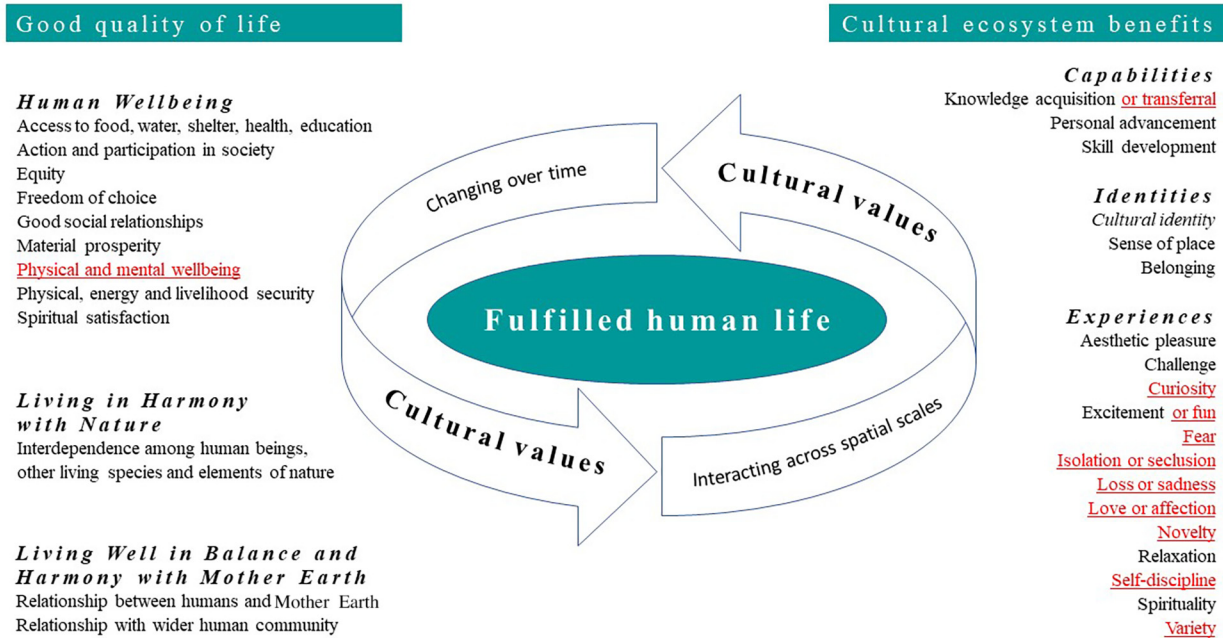 Good quality of life
Human Wellbeing
Access to food, water, shelter, health, education
Action and participation in society
Equity
Freedom of choice
Good social relationships
Material prosperity
Physical and mental wellbeing
Physical, energy and livelihood security
Spiritual satisfaction
Living in Harmony
with Nature
Interdependence among human beings,
other living species and elements of nature
Living Well in Balance and
Harmony with Mother Earth
Relationship between humans and Mother Earth
Relationship with wider human community
Changing over time
Cultural values
Fulfilled human life
Cultural values
Interacting across spatial scales
Cultural ecosystem benefits
Capabilities
Knowledge acquisition or transferral
Personal advancement
Skill development
Identities
Cultural identity
Sense of place
Belonging
Experiences
Aesthetic pleasure
Challenge
Curiosity
Excitement or fun
Fear
Isolation or seclusion
Loss or sadness
Love or affection
Novelty
Relaxation
Self-discipline
Spirituality
Variety